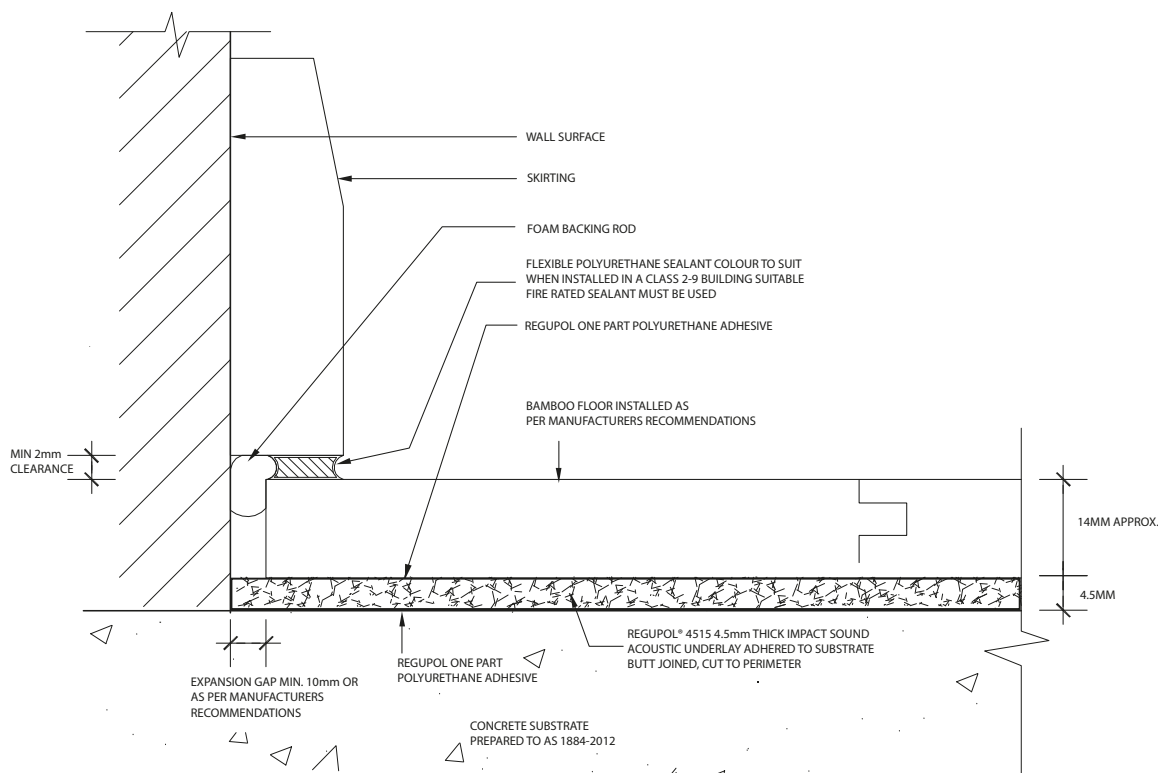 WALL SURFACE
SKIRTING
FOAM BACKING ROD
FLEXIBLE POLYURETHANE SEALANT COLOUR TO SUIT
WHEN INSTALLED IN A CLASS 2-9 BUILDING SUITABLE
FIRE RATED SEALANT MUST BE USED
REGUPOL ONE PART POLYURETHANE ADHESIVE
BAMBOO FLOOR INSTALLED AS
PER MANUFACTURERS RECOMMENDATIONS
MIN 2mm
CLEARANCE
14MM APPROX.
4.5MM
REGUPOL® 4515 4.5mm THICK IMPACT SOUND
ACOUSTIC UNDERLAY ADHERED TO SUBSTRATE
BUTT JOINED, CUT TO PERIMETER
REGUPOL ONE PART
POLYURETHANE ADHESIVE
EXPANSION GAP MIN. 10mm OR
AS PER MANUFACTURERS
RECOMMENDATIONS
CONCRETE SUBSTRATE
PREPARED TO AS 1884-2012